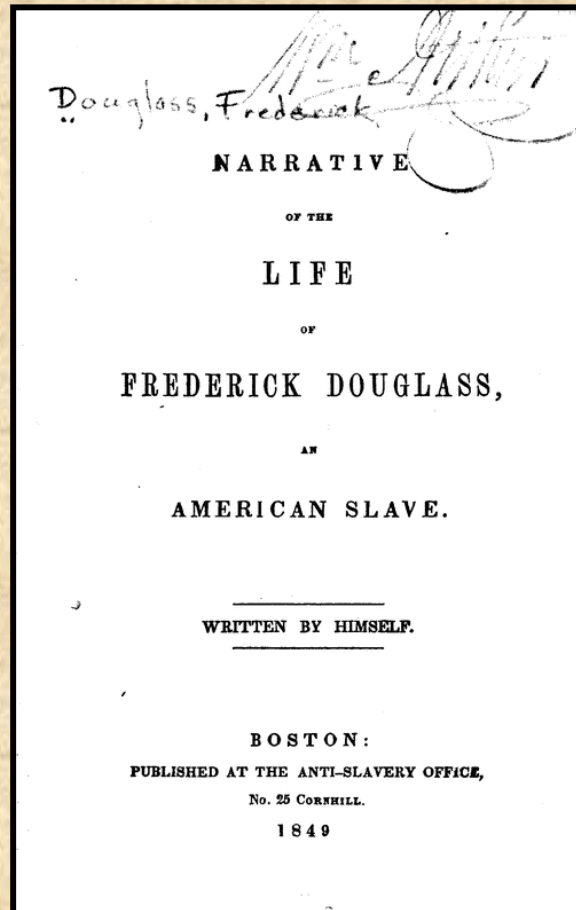 Douglass, Frederick
NARRATIVE
OF THE
LIFE
OF
FREDERICK DOUGLASS,
AN
AMERICAN SLAVE.
WRITTEN BY HIMSELF.
BOSTON:
PUBLISHED AT THE ANTI-SLAVERY OFFICE,
No. 25 CORNHILL.
1849